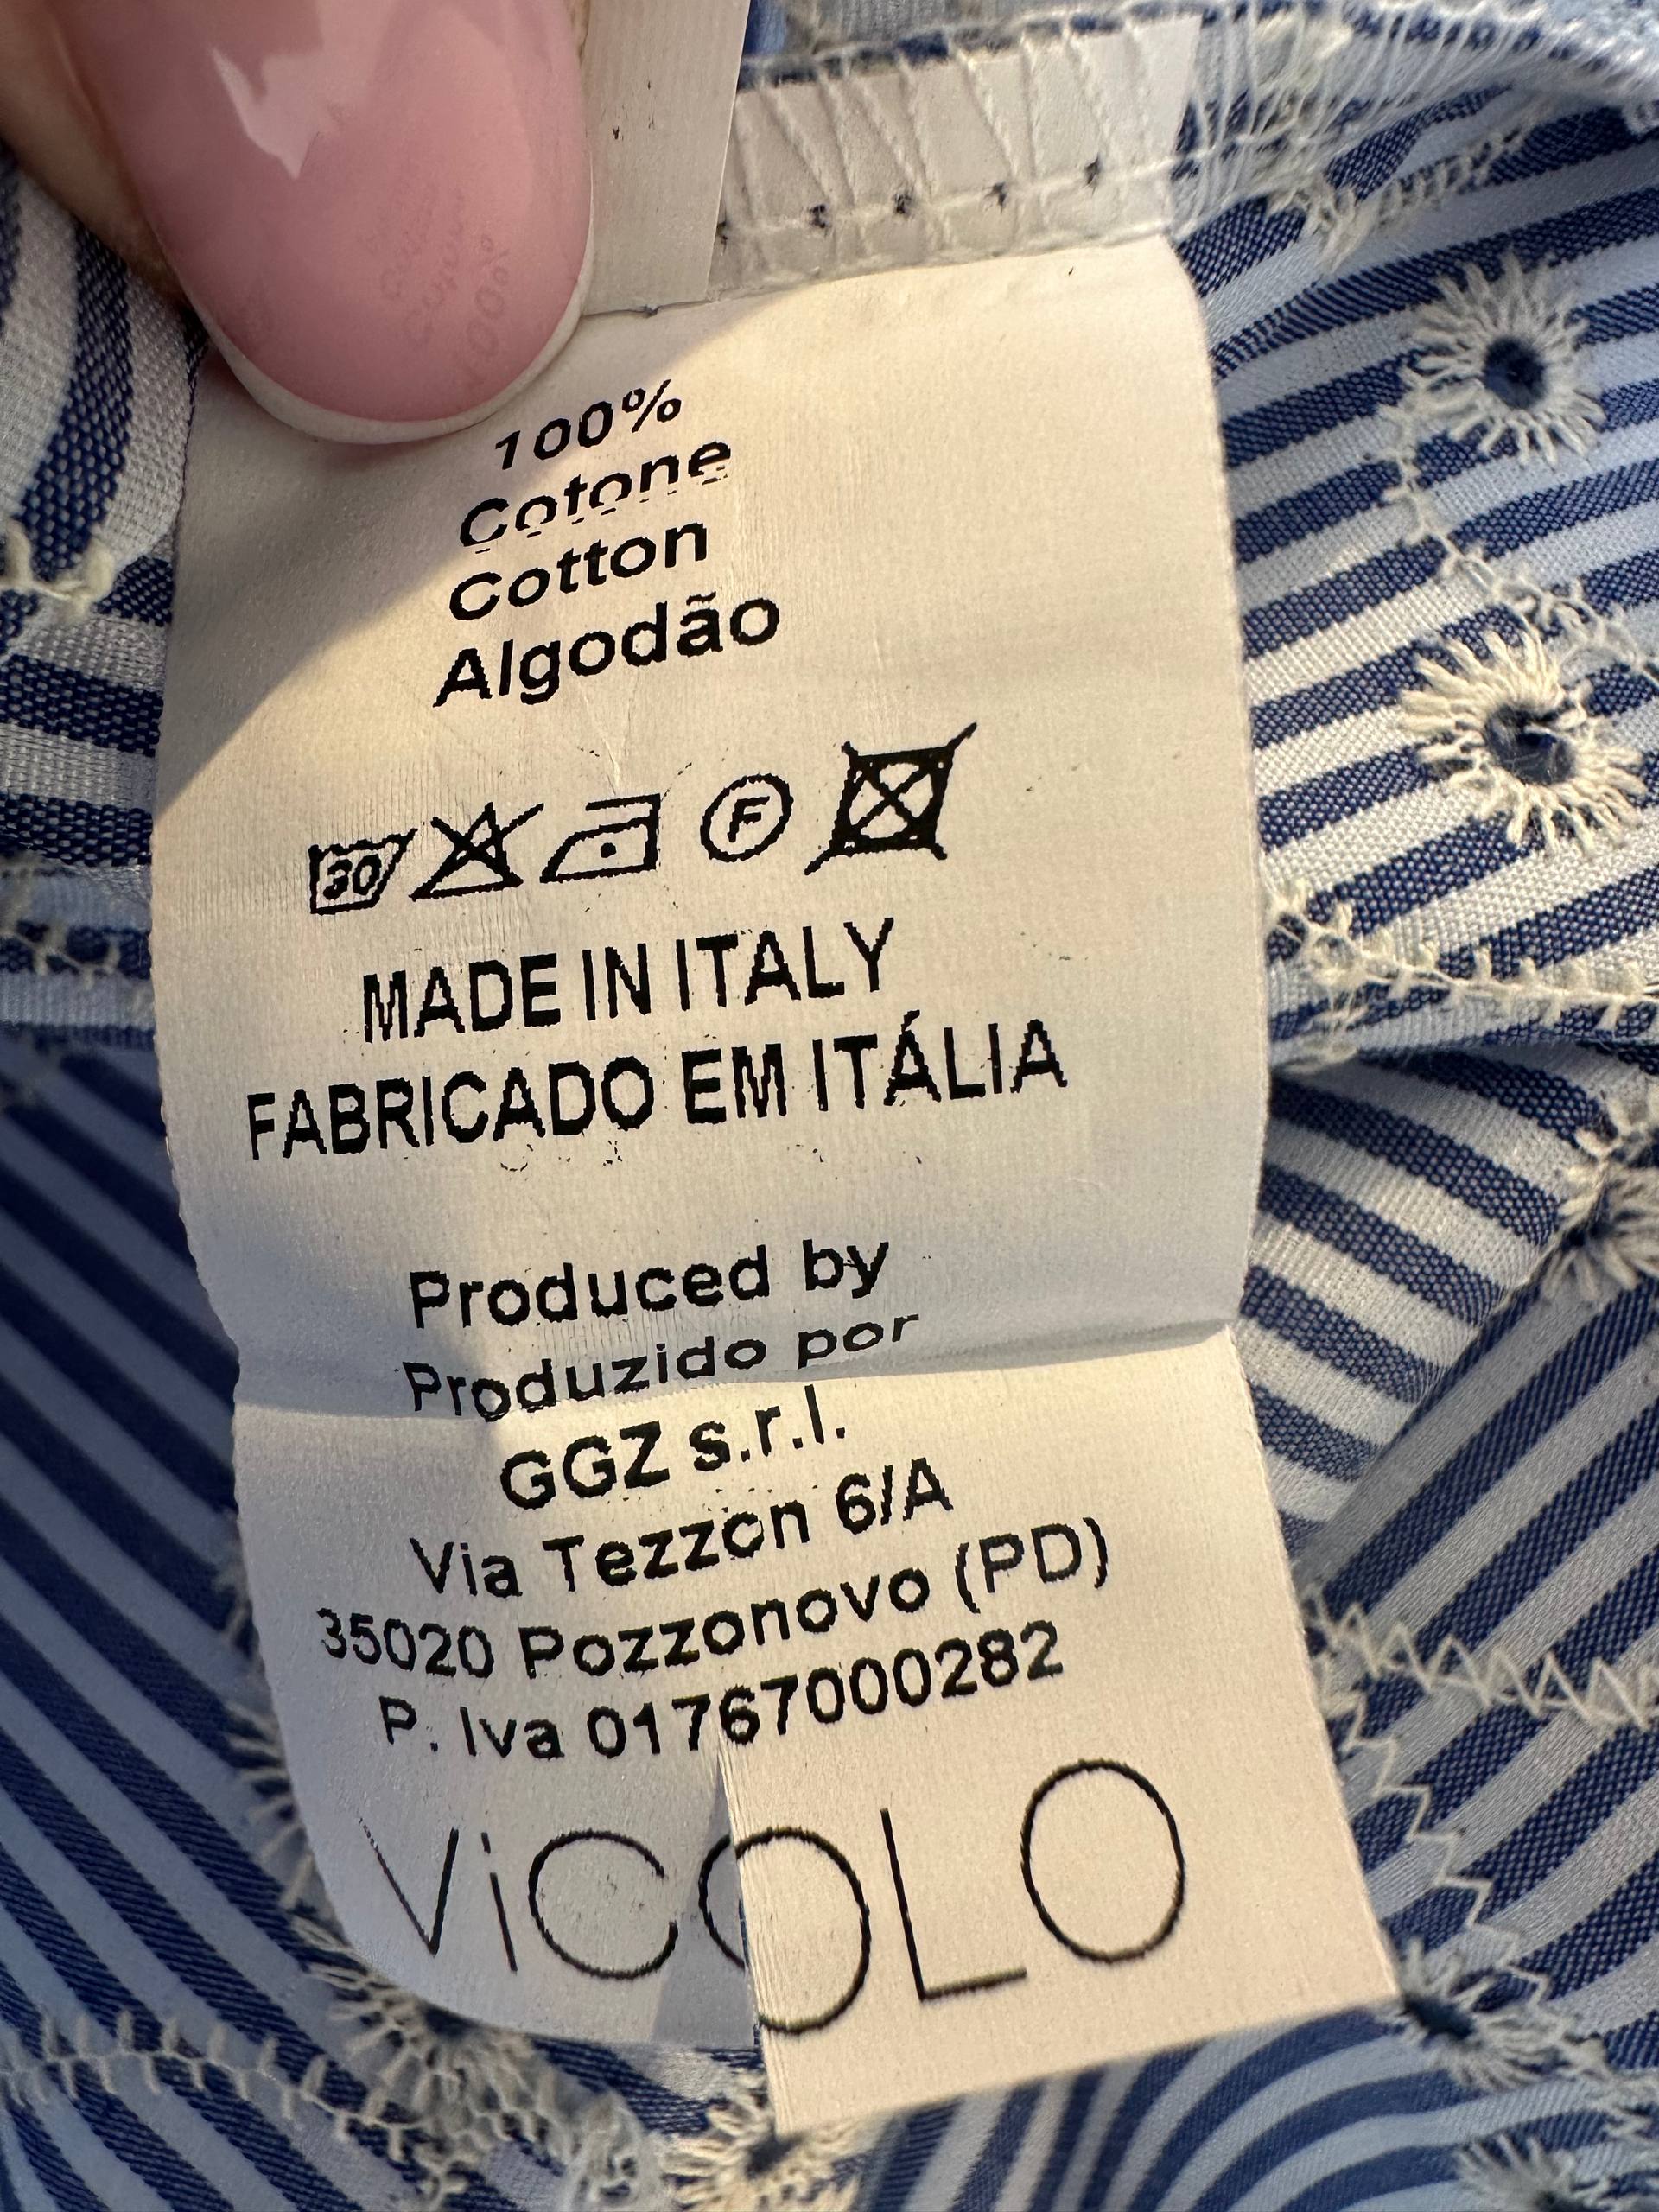 100%
Cotone
Cotton
Algodão
30 F
MADE IN ITALY
FABRICADO EM ITÁLIA
Produced by
Produzido por
GGZ s.r.l.
Via Tezzon 6/A
35020 Pozzonovo (PD)
P. Iva 01767000282
ViCOLO